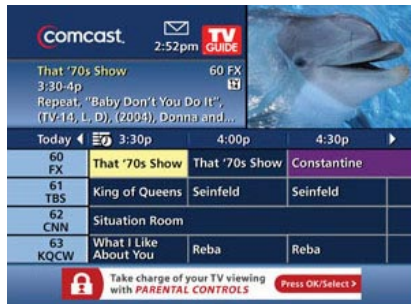 comcast.
2:52pm
TV
GUIDE
That '70s Show 60 FX
3:30-4p
Repeat, "Baby Don't You
Do It",
(TV-14, L, D), (2004), Donna and...
Today 3:30p 4:00p 4:30p
60
FX
That '70s Show That '70s Show Constantine
61
TBS
King of Queens Seinfeld Seinfeld
62
CNN
Situation Room
63
KQCW
What I Like
About You
Reba Reba
Take charge of your TV viewing
with PARENTAL CONTROLS
Press OK/Select >